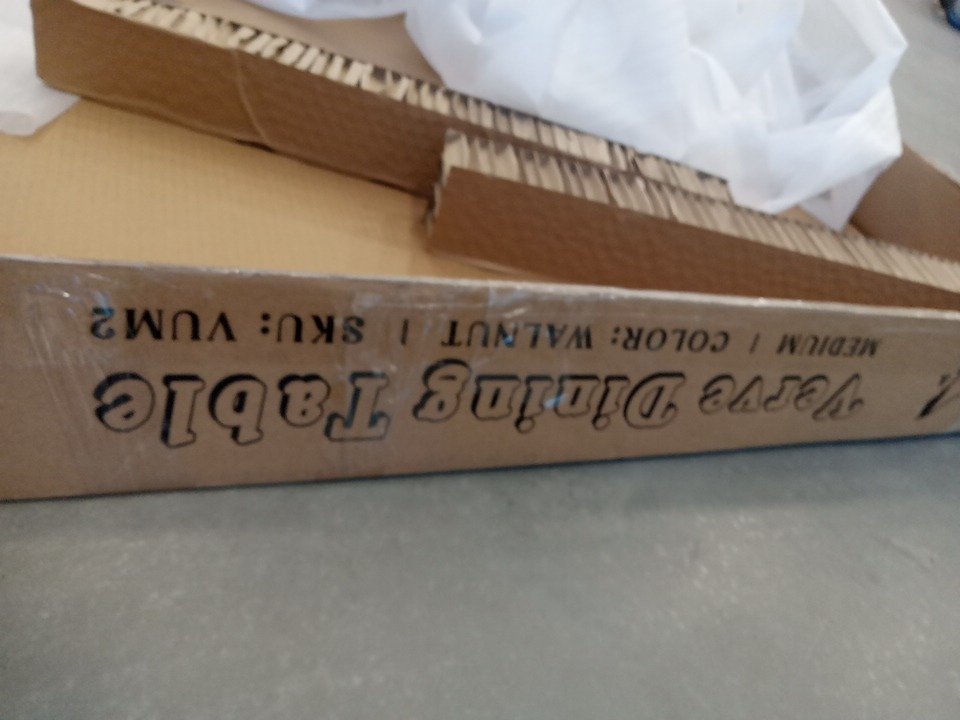 Verve Dining Table
MEDIUM | COLOR: WALNUT | SKU: VUM2